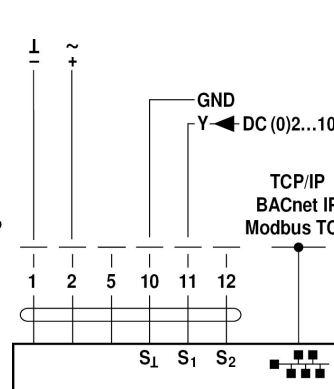 ⊥ ~
– +
GND
Y DC (0)2...10
TCP/IP
BACnet IP
Modbus TC
1 2 5 10 11 12
S⊥ S1 S2